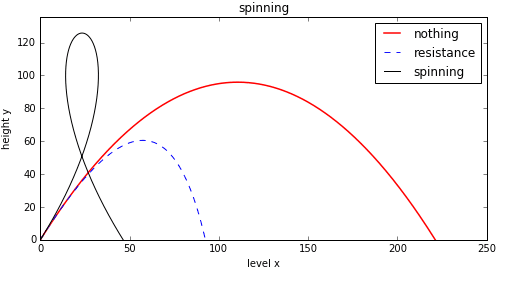 spinning
nothing
resistance
spinning
height y
120
100
80
60
40
20
0
0 50 100 150 200 250
level x